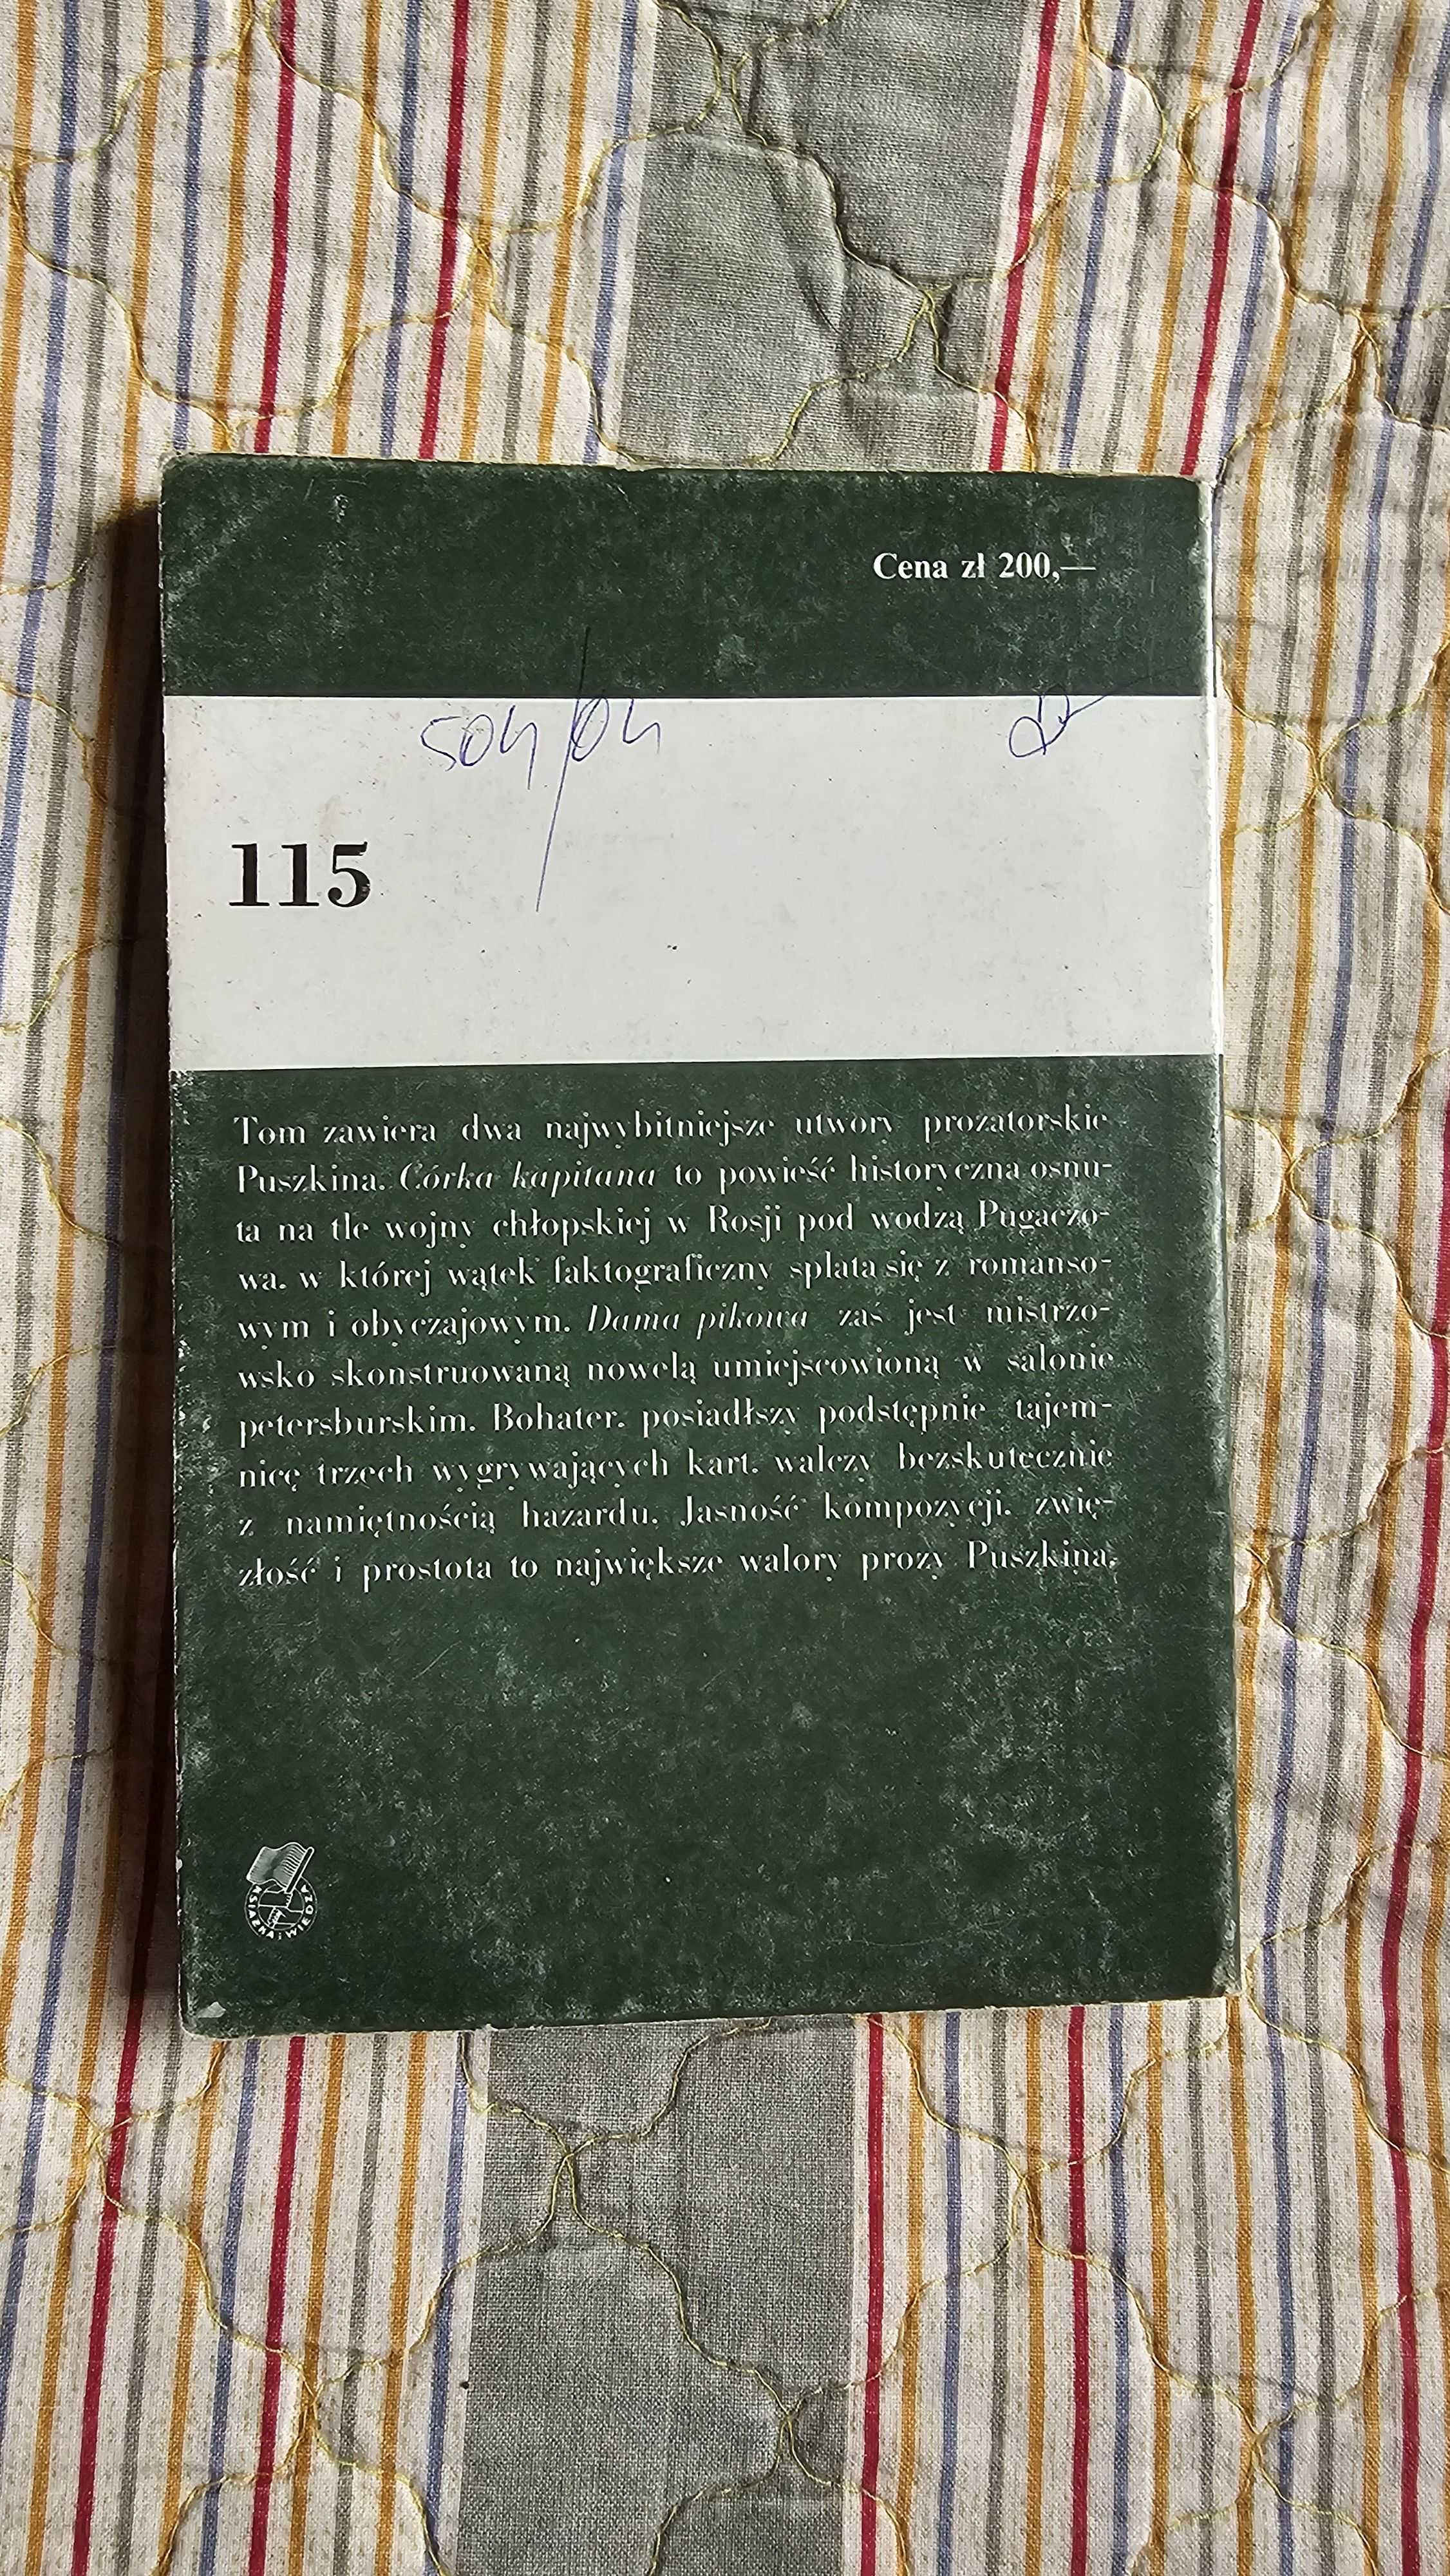 Cena zł 200,—
504/04
115
Tom zawiera dwa najwybitniejsze utwory prozatorskie
Puszkina. Córka kapitana to powieść historyczna osnu-
ta na tle wojny chłopskiej w Rosji pod wodzą Pugaczo-
wa, w której wątek faktograficzny splata się z romanso-
wym i obyczajowym. Dama pikowa zaś jest mistrzo-
wsko skonstruowaną nowelą umiejscowioną w salonie
petersburskim. Bohater, posiadłszy podstępnie tajem-
nicę trzech wygrywających kart, walczy bezskutecznie
z namiętnością hazardu. Jasność kompozycji, zwię-
złość i prostota to największe walory prozy Puszkina.
KSIĄŻKA i WIEDZA